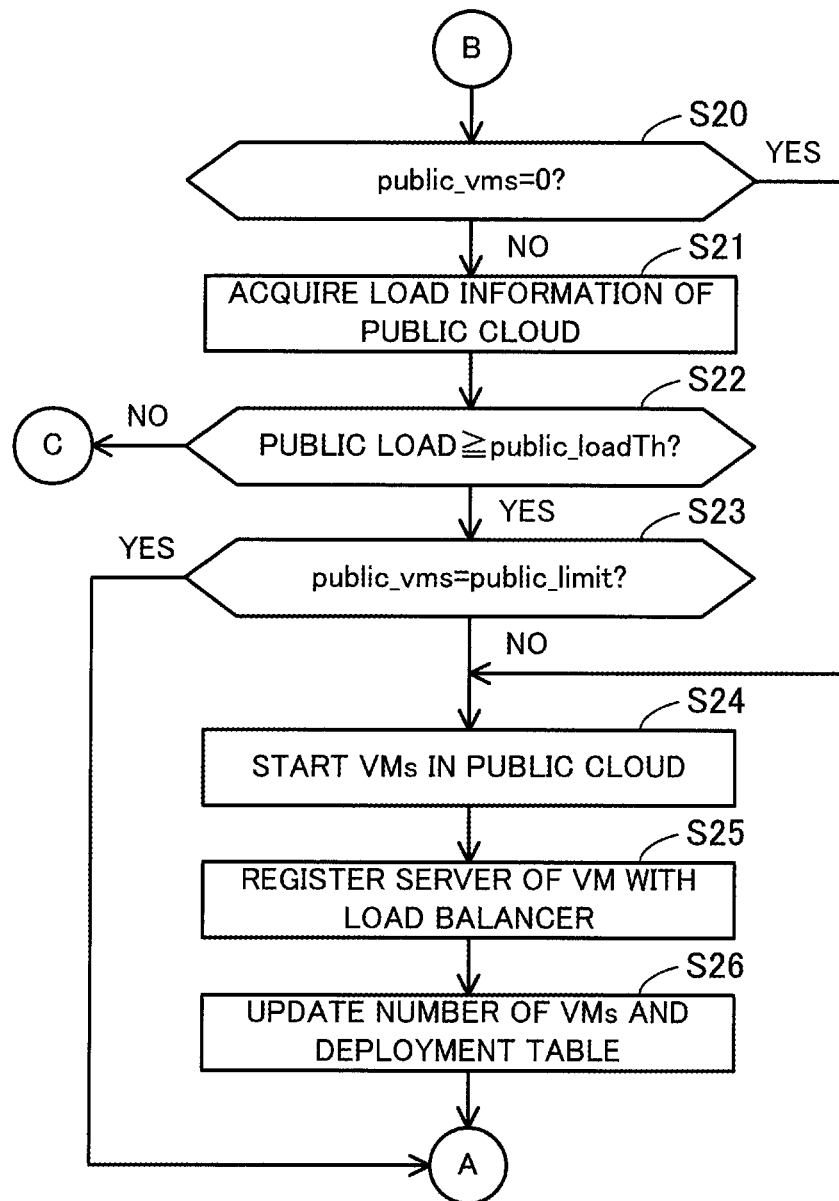 B
S20
YES
public_vms=0?
NO
S21
ACQUIRE LOAD INFORMATION OF
PUBLIC CLOUD
S22
NO
C
PUBLIC LOAD≧public_loadTh?
YES
S23
YES
public_vms=public_limit?
NO
S24
START VMs IN PUBLIC CLOUD
S25
REGISTER SERVER OF VM WITH
LOAD BALANCER
S26
UPDATE NUMBER OF VMs AND
DEPLOYMENT TABLE
A